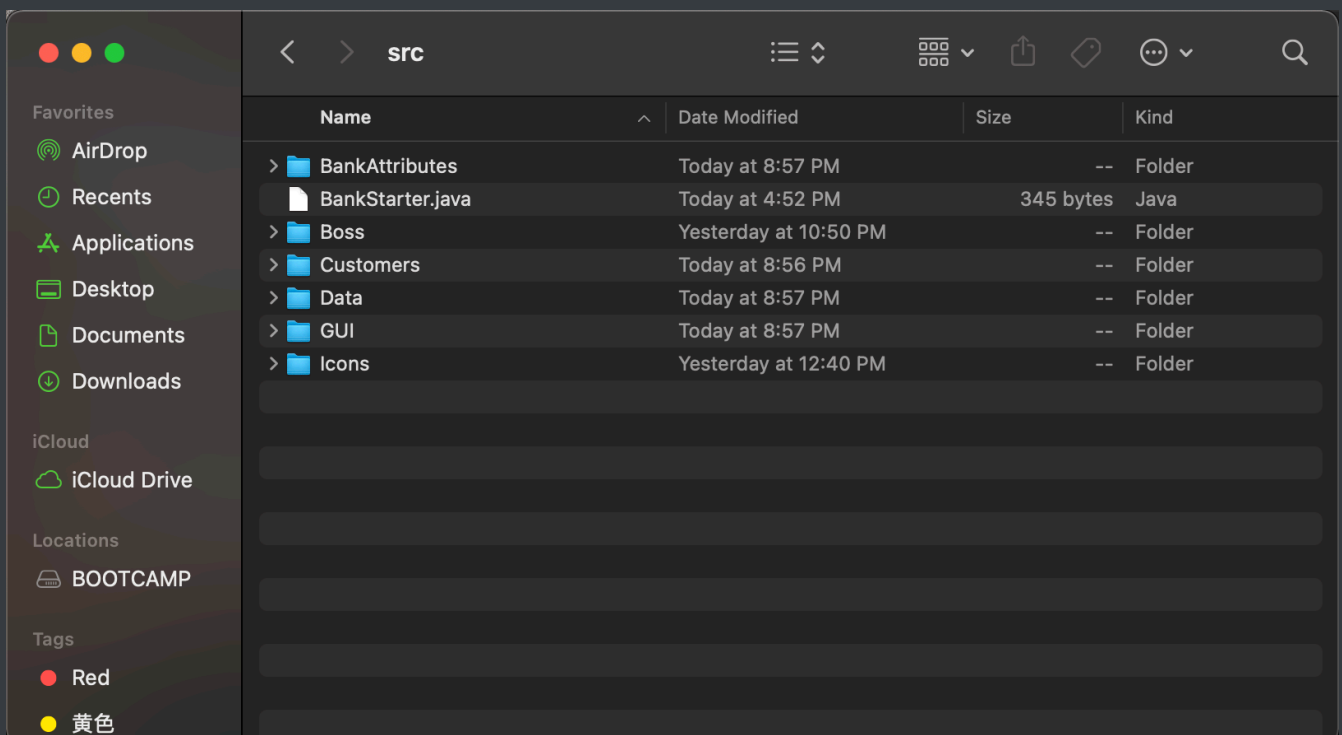 src
Favorites
AirDrop
Recents
Applications
Desktop
Documents
Downloads
iCloud
iCloud Drive
Locations
BOOTCAMP
Tags
Red
黄色
Name Date Modified Size Kind
BankAttributes Today at 8:57 PM -- Folder
BankStarter.java Today at 4:52 PM 345 bytes Java
Boss Yesterday at 10:50 PM -- Folder
Customers Today at 8:56 PM -- Folder
Data Today at 8:57 PM -- Folder
GUI Today at 8:57 PM -- Folder
Icons Yesterday at 12:40 PM -- Folder